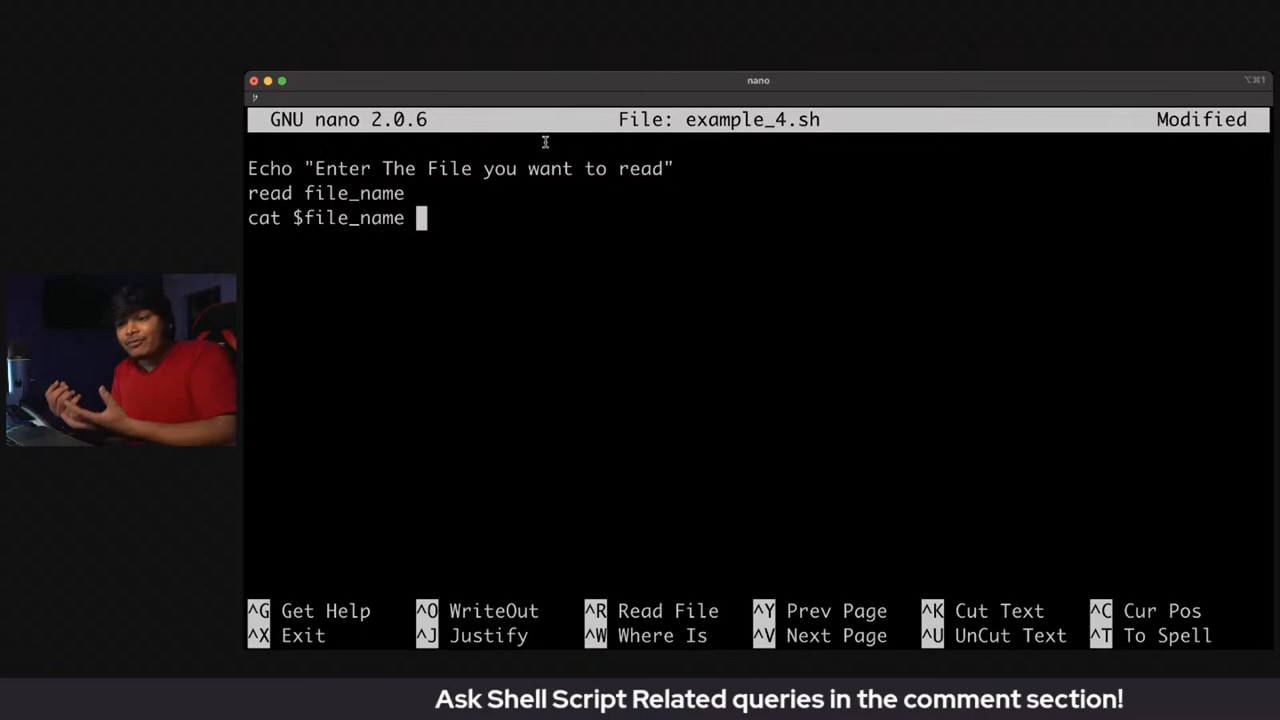 nano
⌥⌘1
GNU nano 2.0.6 File: example_4.sh Modified
Echo "Enter The File you want to read"
read file_name
cat $file_name
^G Get Help ^O WriteOut ^R Read File ^Y Prev Page ^K Cut Text ^C Cur Pos
^X Exit ^J Justify ^W Where Is ^V Next Page ^U UnCut Text ^T To Spell
Ask Shell Script Related queries in the comment section!